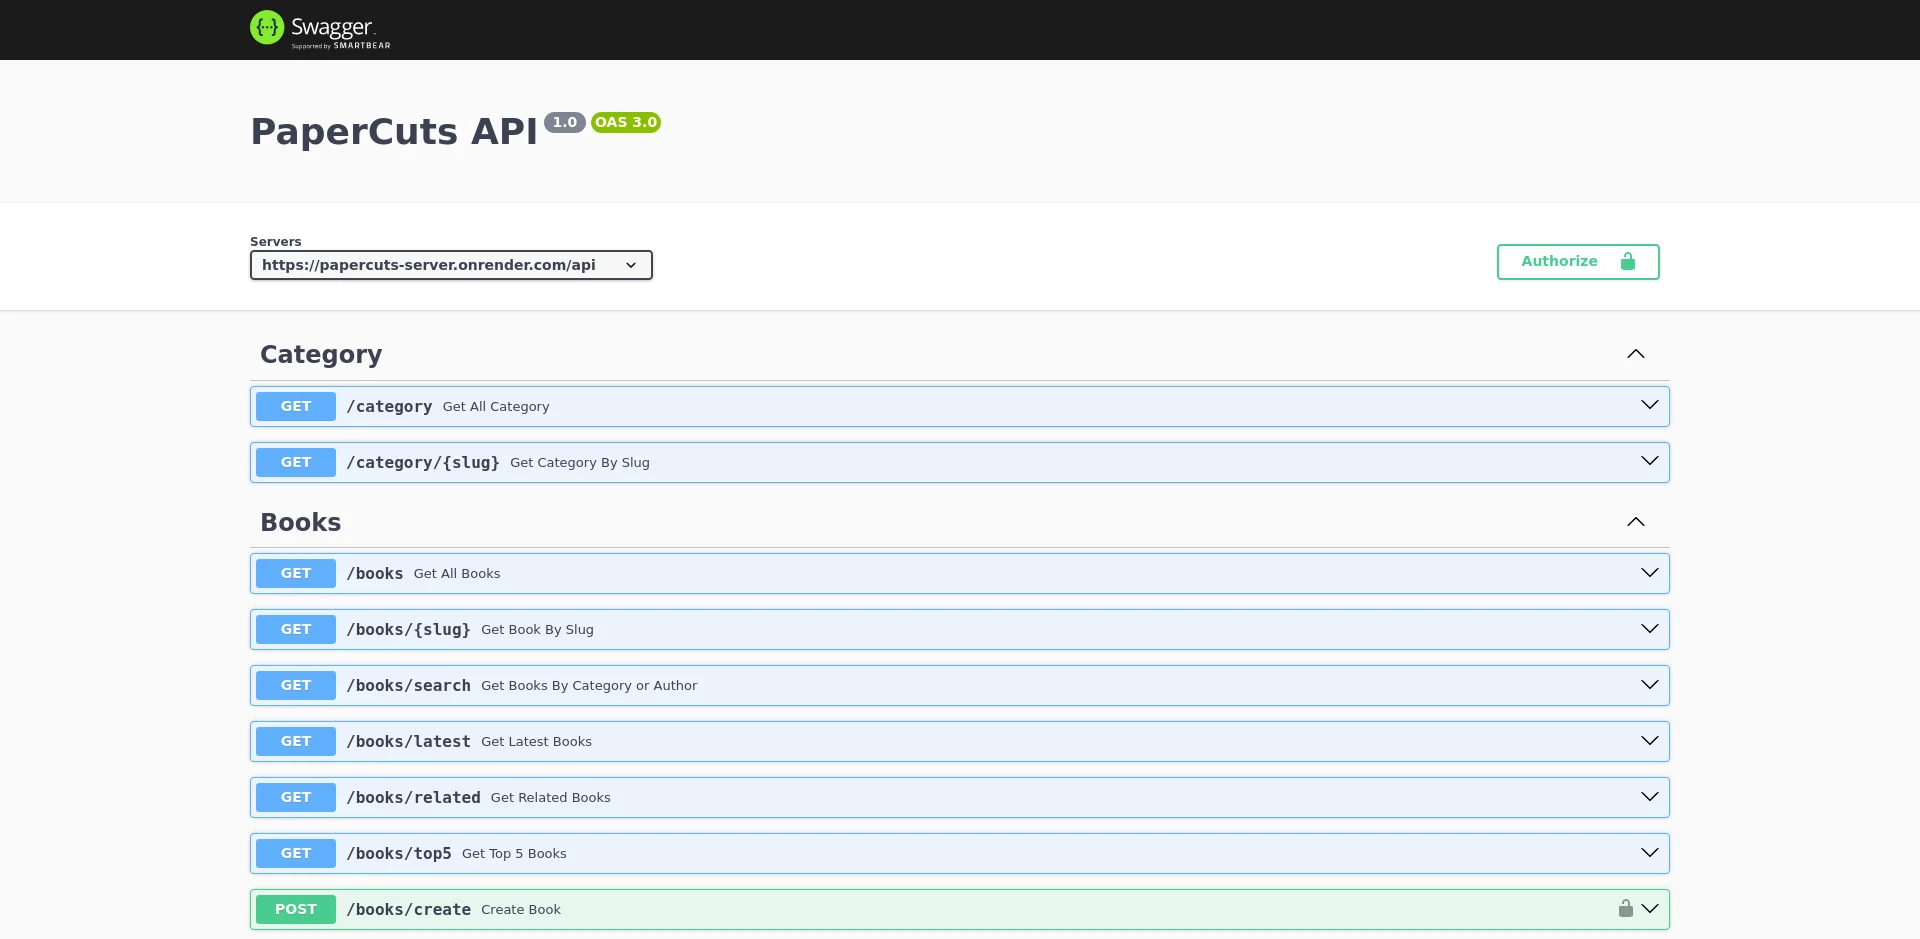 Swagger
Supported by SMARTBEAR
PaperCuts API 1.0 OAS 3.0
Servers
https://papercuts-server.onrender.com/api
Authorize
Category
GET /category Get All Category
GET /category/{slug} Get Category By Slug
Books
GET /books Get All Books
GET /books/{slug} Get Book By Slug
GET /books/search Get Books By Category or Author
GET /books/latest Get Latest Books
GET /books/related Get Related Books
GET /books/top5 Get Top 5 Books
POST /books/create Create Book